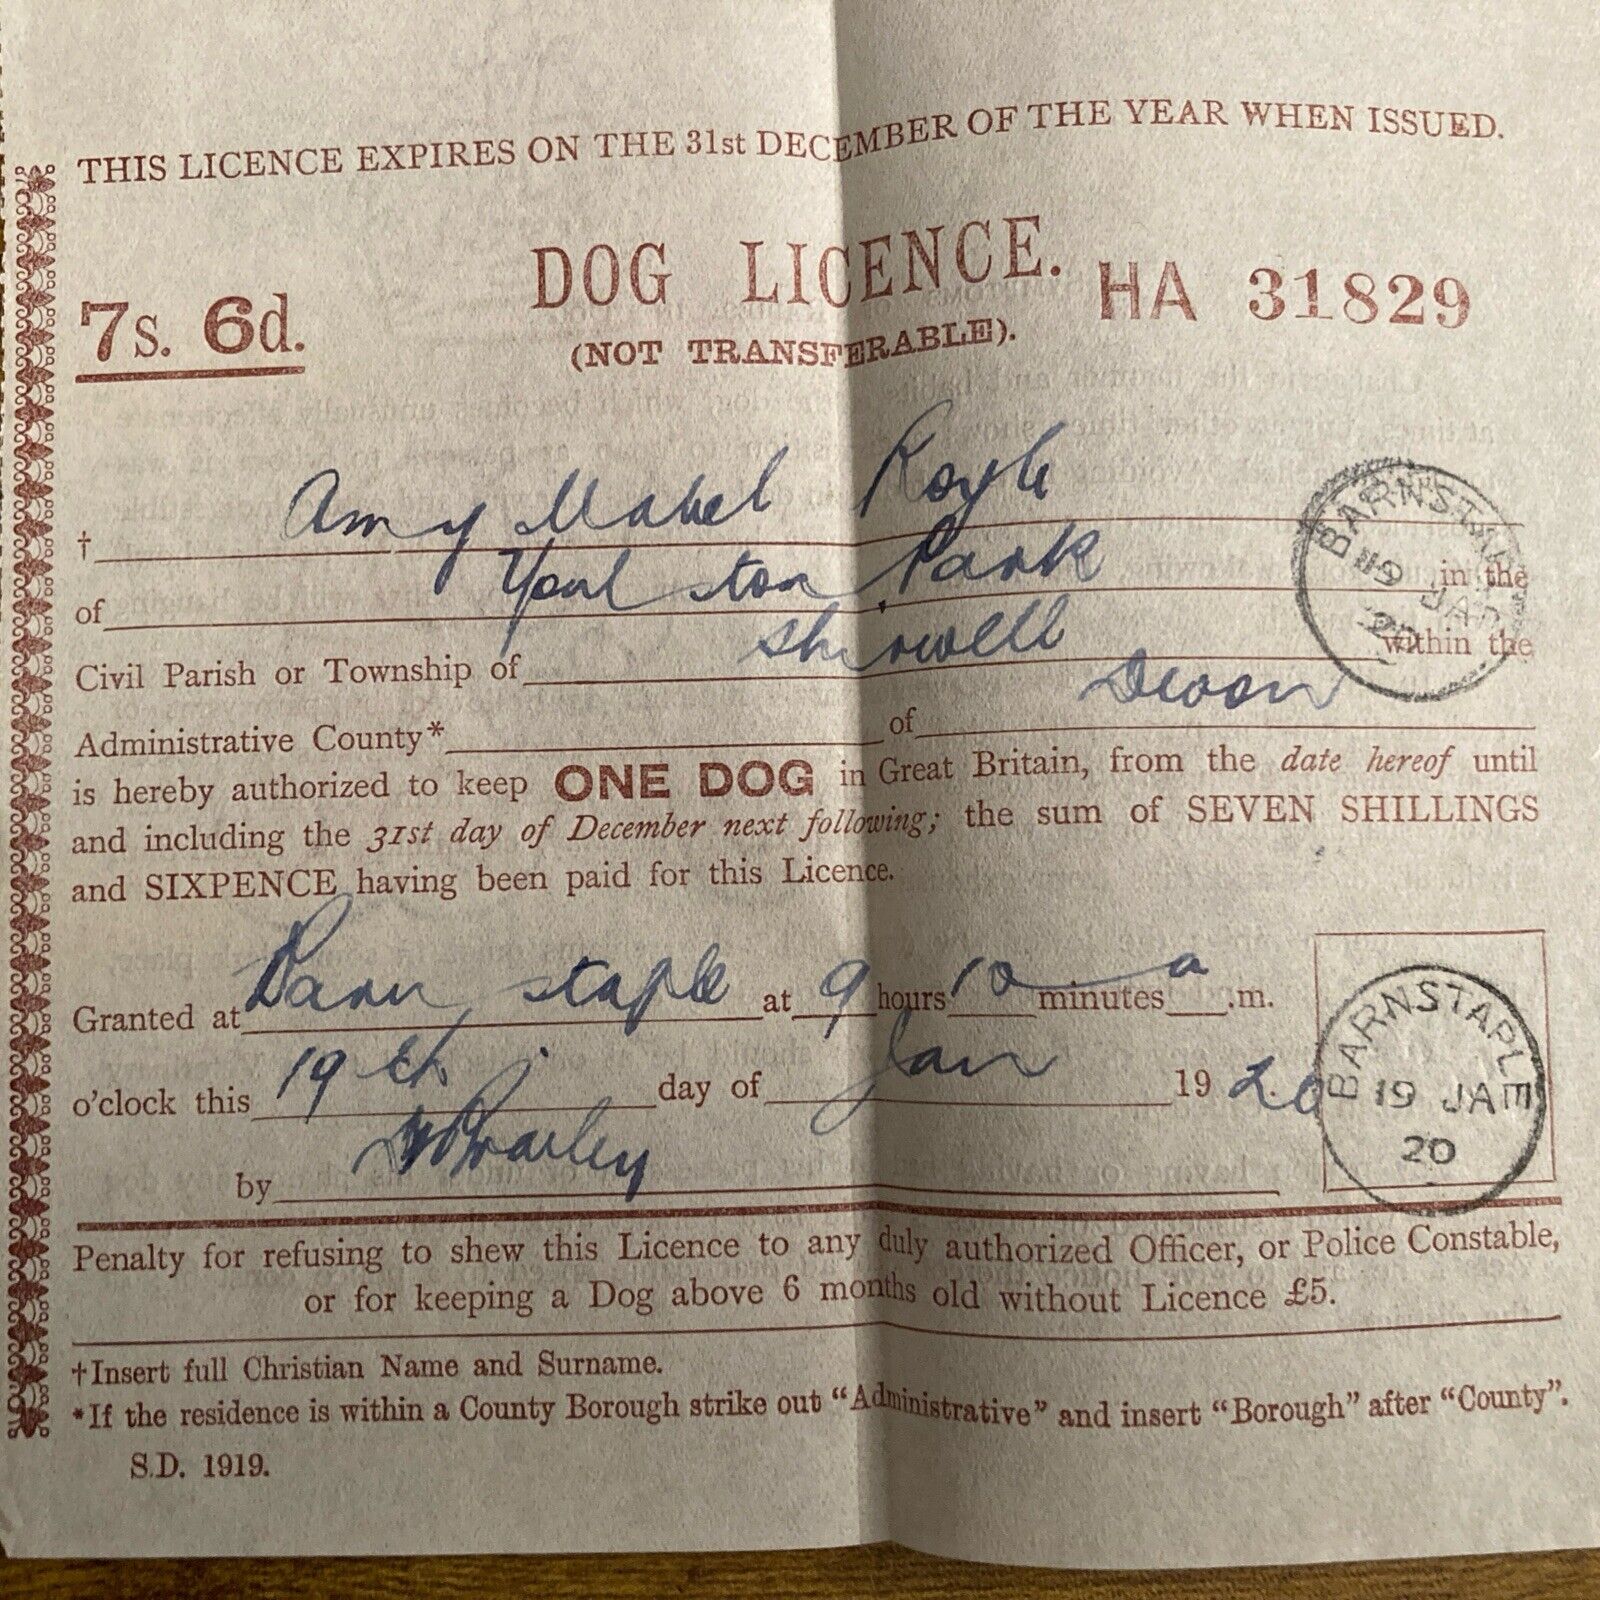 THIS LICENCE EXPIRES ON THE 31st DECEMBER OF THE YEAR WHEN ISSUED.
7s. 6d. DOG LICENCE. HA 31829
(NOT TRANSFERABLE).
† Amy Mabel Royle
of Youlston Park in the
Civil Parish or Township of Shirwell within the
Administrative County* of Devon
is hereby authorized to keep ONE DOG in Great Britain, from the date hereof until
and including the 31st day of December next following; the sum of SEVEN SHILLINGS
and SIXPENCE having been paid for this Licence.
Granted at Barnstaple at 9 hours 10 minutes a .m.
o'clock this 19th day of Jan 1920
by
BARNSTAPLE
19 JA
20
BARNSTAPLE
19 JA
20
Penalty for refusing to shew this Licence to any duly authorized Officer, or Police Constable,
or for keeping a Dog above 6 months old without Licence £5.
†Insert full Christian Name and Surname.
*If the residence is within a County Borough strike out "Administrative" and insert "Borough" after "County".
S.D. 1919.